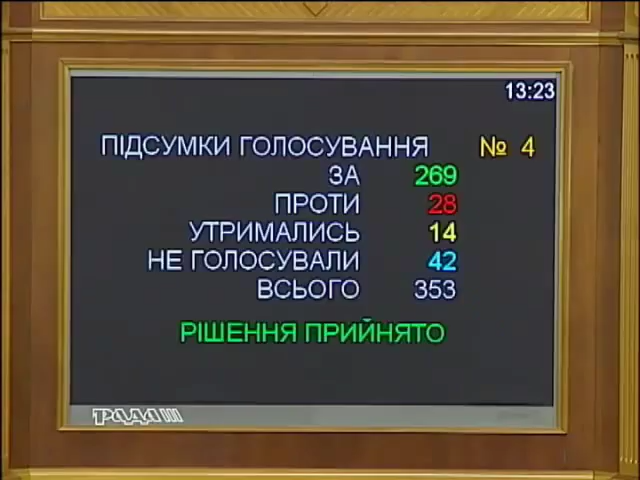 13:23
ПІДСУМКИ ГОЛОСУВАННЯ № 4
ЗА 269
ПРОТИ 28
УТРИМАЛИСЬ 14
НЕ ГОЛОСУВАЛИ 42
ВСЬОГО 353
РІШЕННЯ ПРИЙНЯТО
РАДА